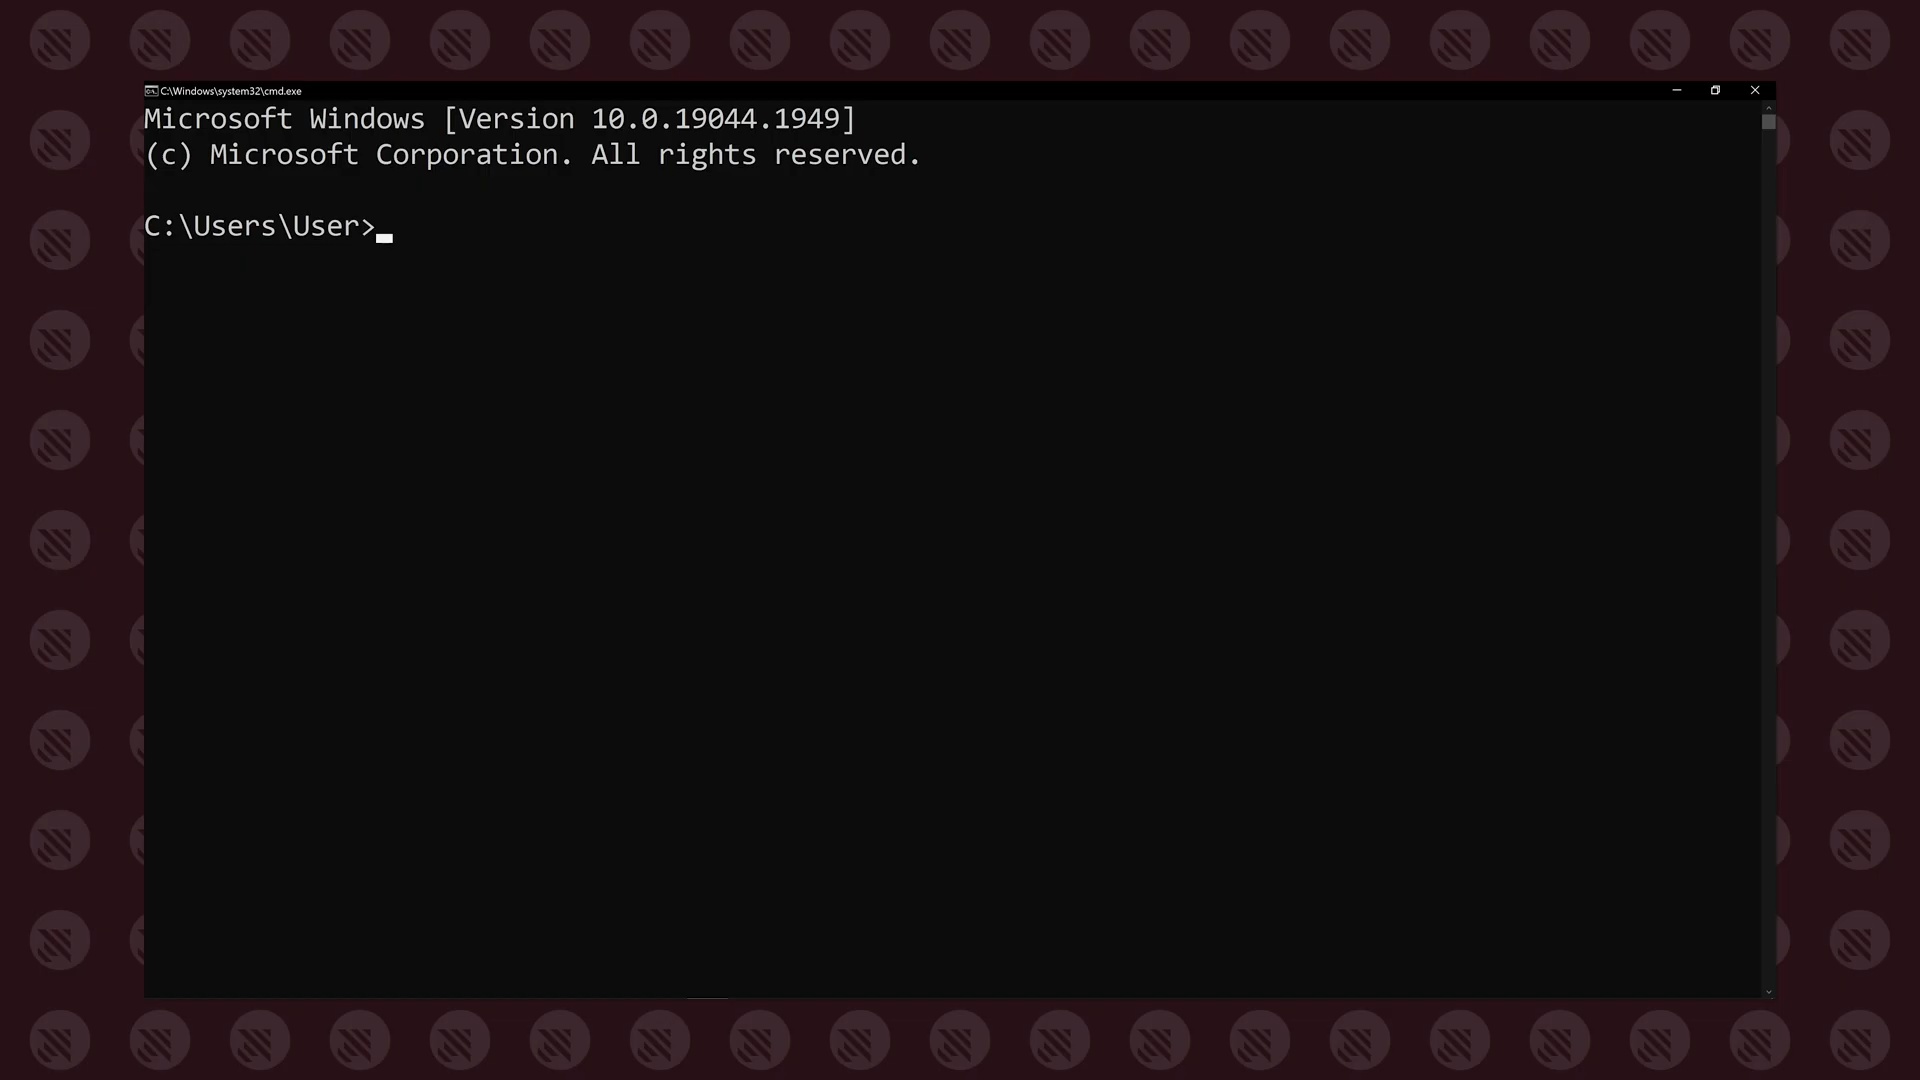 C:\Windows\system32\cmd.exe
Microsoft Windows [Version 10.0.19044.1949]
(c) Microsoft Corporation. All rights reserved.
C:\Users\User>